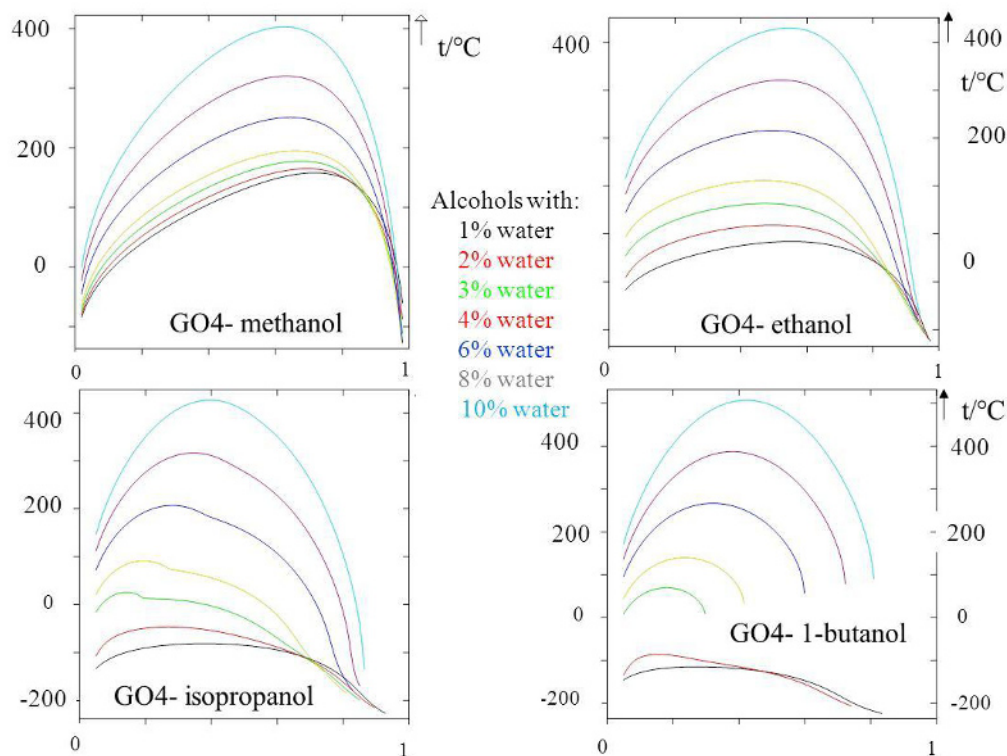 400
200
0
t/°C
GO4- methanol
0
1
400
400
t/°C
200
0
GO4- ethanol
0
1
Alcohols with:
1% water
2% water
3% water
4% water
6% water
8% water
10% water
400
200
0
-200
GO4- isopropanol
0
1
400
200
0
t/°C
400
200
0
-200
GO4- 1-butanol
0
1